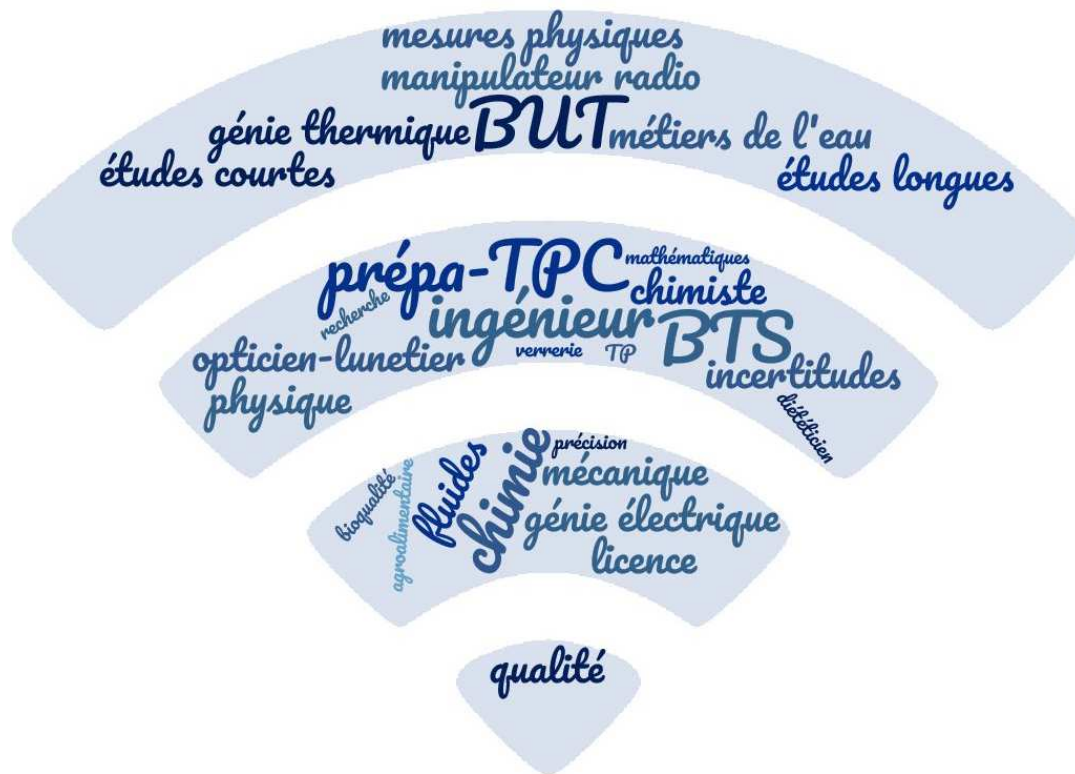 mesures physiques
manipulateur radio
génie thermique BUT métiers de l'eau
études courtes études longues
prépa-TPC mathématiques
chimiste
recherche ingénieur BTS
opticien-lunetier verrerie TP incertitudes
physique diététicien
bioqualité agroalimentaire fluides chimie précision
mécanique
génie électrique
licence
qualité